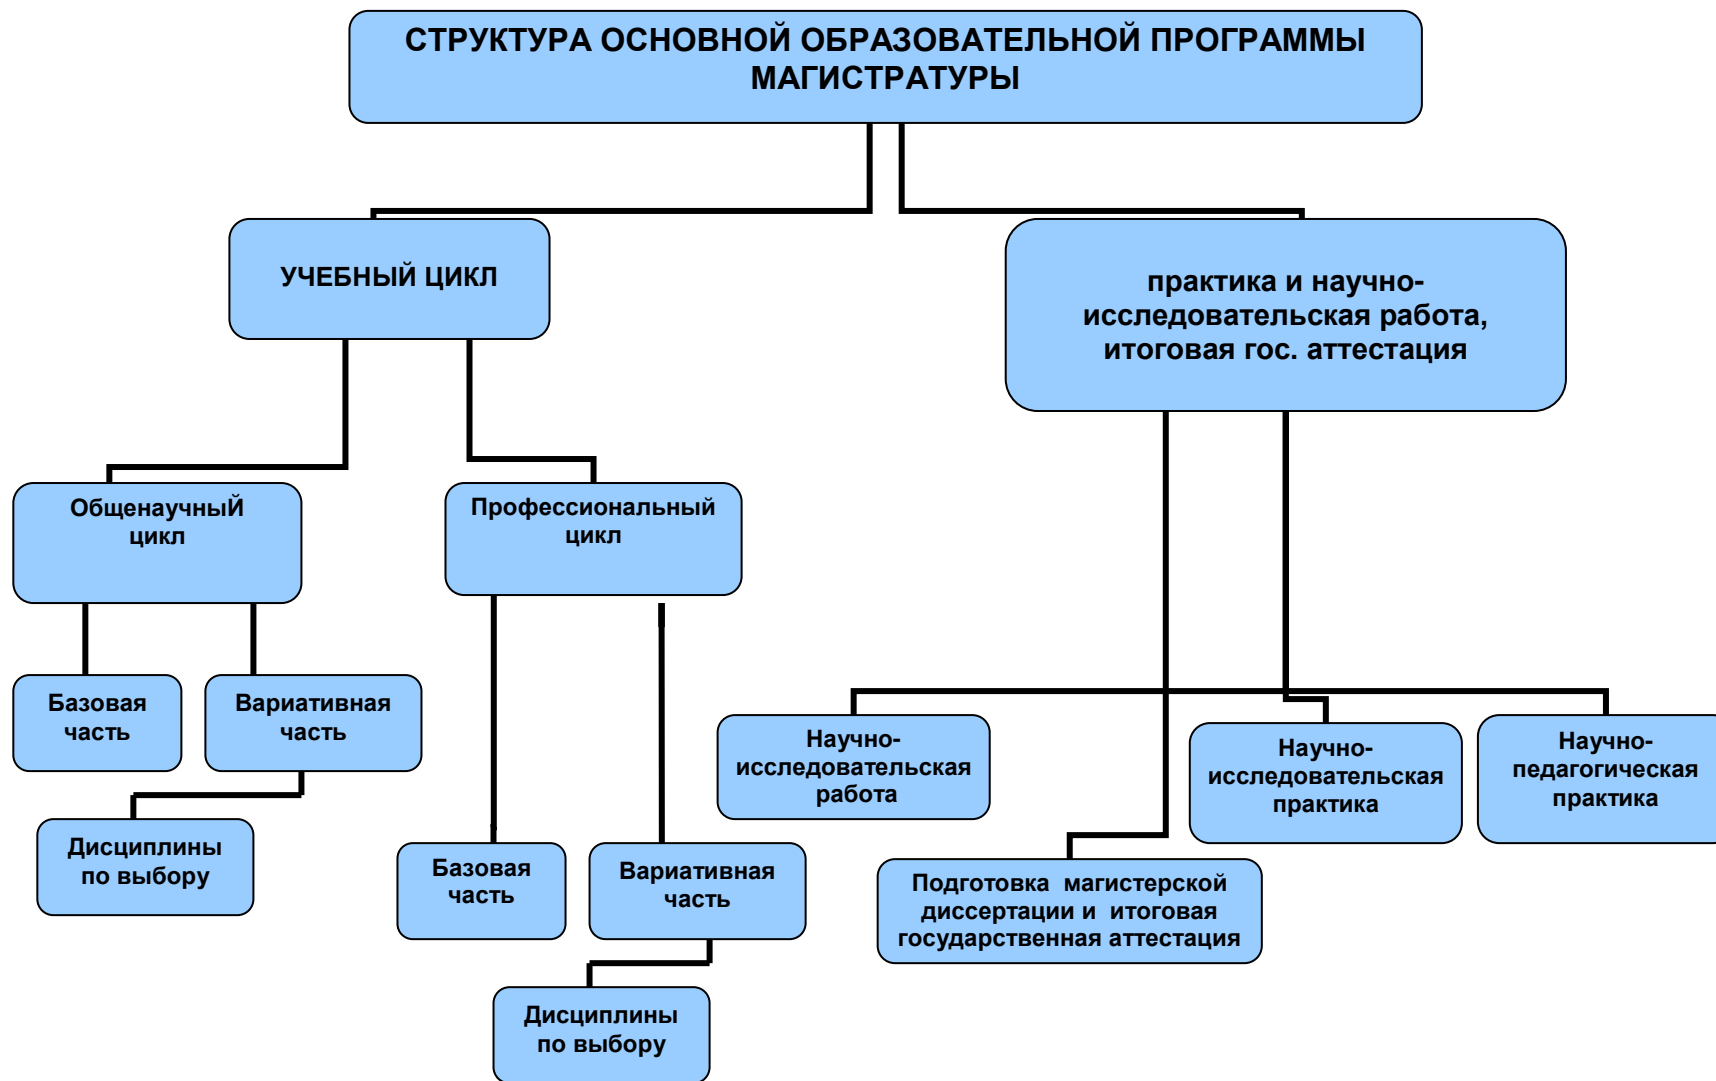 СТРУКТУРА ОСНОВНОЙ ОБРАЗОВАТЕЛЬНОЙ ПРОГРАММЫ
МАГИСТРАТУРЫ
УЧЕБНЫЙ ЦИКЛ
практика и научно-
исследовательская работа,
итоговая гос. аттестация
ОбщенаучныЙ
цикл
Профессиональный
цикл
Базовая
часть
Вариативная
часть
Дисциплины
по выбору
Базовая
часть
Вариативная
часть
Дисциплины
по выбору
Научно-
исследовательская
работа
Научно-
исследовательская
практика
Научно-
педагогическая
практика
Подготовка магистерской
диссертации и итоговая
государственная аттестация